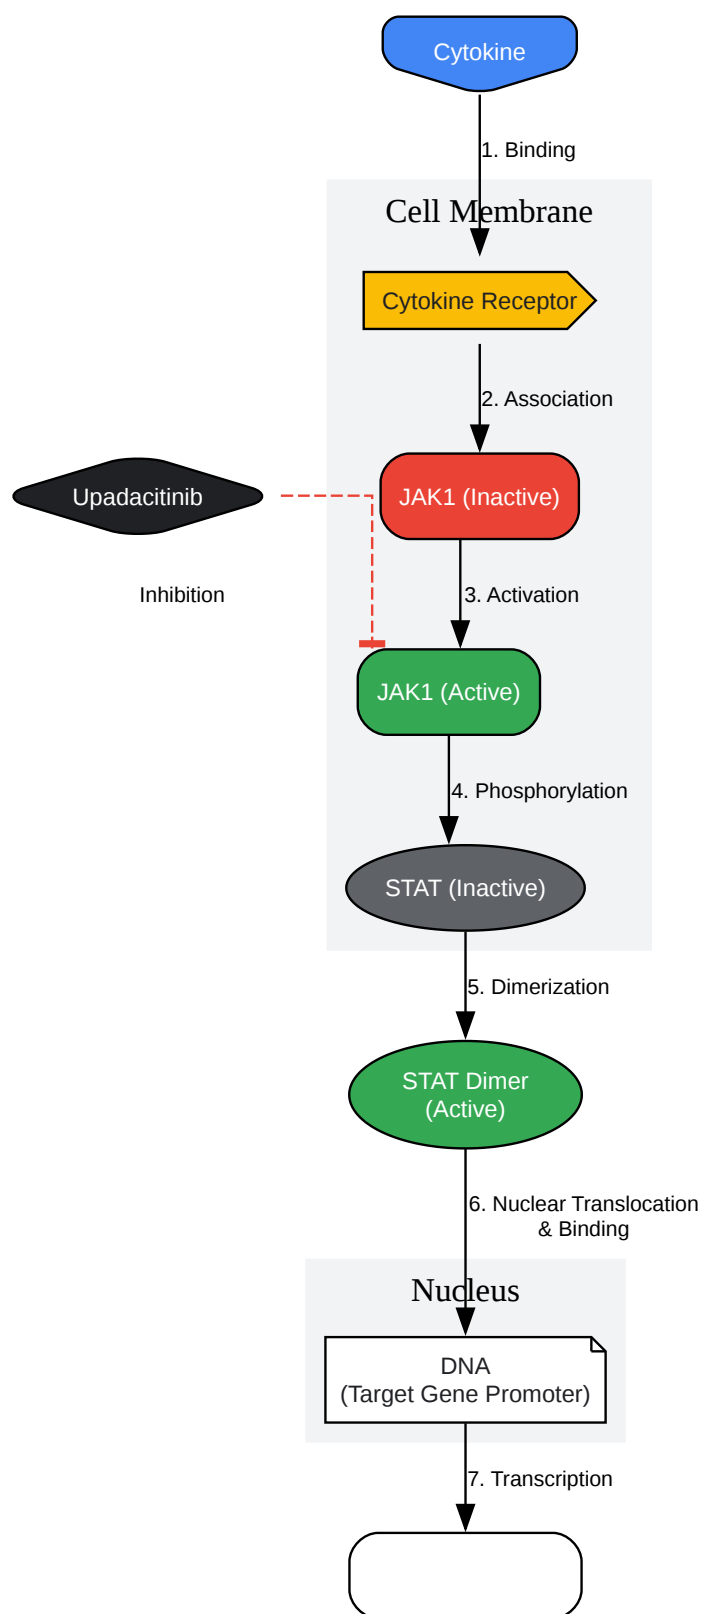 Cytokine
1. Binding
Cell Membrane
Cytokine Receptor
2. Association
Upadacitinib
JAK1 (Inactive)
Inhibition
3. Activation
JAK1 (Active)
4. Phosphorylation
STAT (Inactive)
5. Dimerization
STAT Dimer
(Active)
6. Nuclear Translocation
& Binding
Nucleus
DNA
(Target Gene Promoter)
7. Transcription